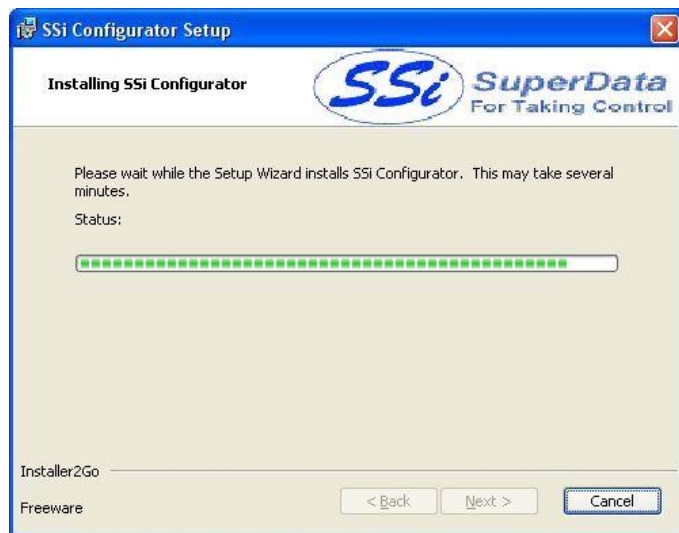 SSi Configurator Setup
Installing SSi Configurator
SSi
SuperData
For Taking Control
Please wait while the Setup Wizard installs SSi Configurator. This may take several
minutes.
Status:
Installer2Go
Freeware
< Back
Next >
Cancel